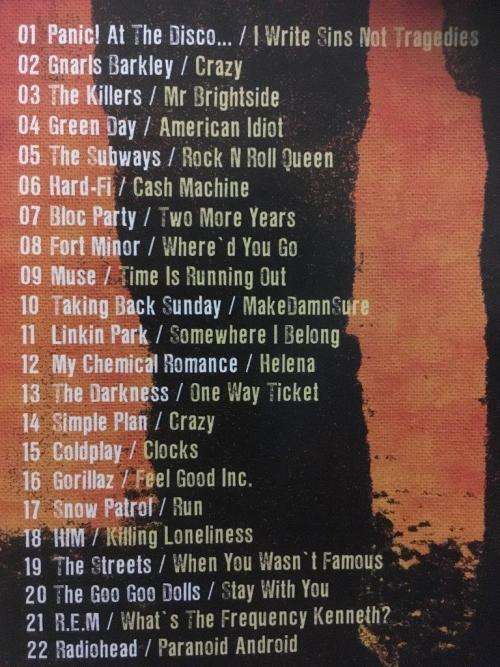 01 Panic! At The Disco... / I Write Sins Not Tragedies
02 Gnarls Barkley / Crazy
03 The Killers / Mr Brightside
04 Green Day / American Idiot
05 The Subways / Rock N Roll Queen
06 Hard-Fi / Cash Machine
07 Bloc Party / Two More Years
08 Fort Minor / Where`d You Go
09 Muse / Time Is Running Out
10 Taking Back Sunday / MakeDamnSure
11 Linkin Park / Somewhere I Belong
12 My Chemical Romance / Helena
13 The Darkness / One Way Ticket
14 Simple Plan / Crazy
15 Coldplay / Clocks
16 Gorillaz / Feel Good Inc.
17 Snow Patrol / Run
18 HIM / Killing Loneliness
19 The Streets / When You Wasn`t Famous
20 The Goo Goo Dolls / Stay With You
21 R.E.M / What`s The Frequency Kenneth?
22 Radiohead / Paranoid Android